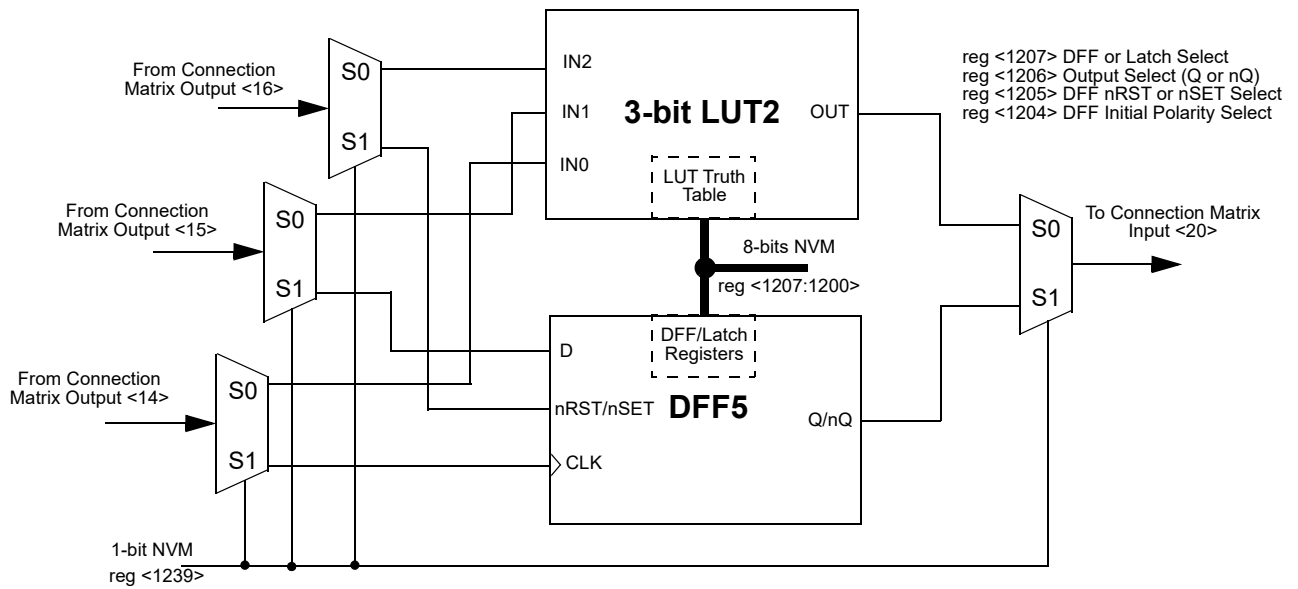 From Connection
Matrix Output <16>
S0
S1
From Connection
Matrix Output <15>
S0
S1
From Connection
Matrix Output <14>
S0
S1
1-bit NVM
reg <1239>
IN2
IN1
IN0
3-bit LUT2
OUT
LUT Truth
Table
8-bits NVM
reg <1207:1200>
DFF/Latch
Registers
D
nRST/nSET
DFF5
Q/nQ
CLK
reg <1207> DFF or Latch Select
reg <1206> Output Select (Q or nQ)
reg <1205> DFF nRST or nSET Select
reg <1204> DFF Initial Polarity Select
S0
S1
To Connection Matrix
Input <20>